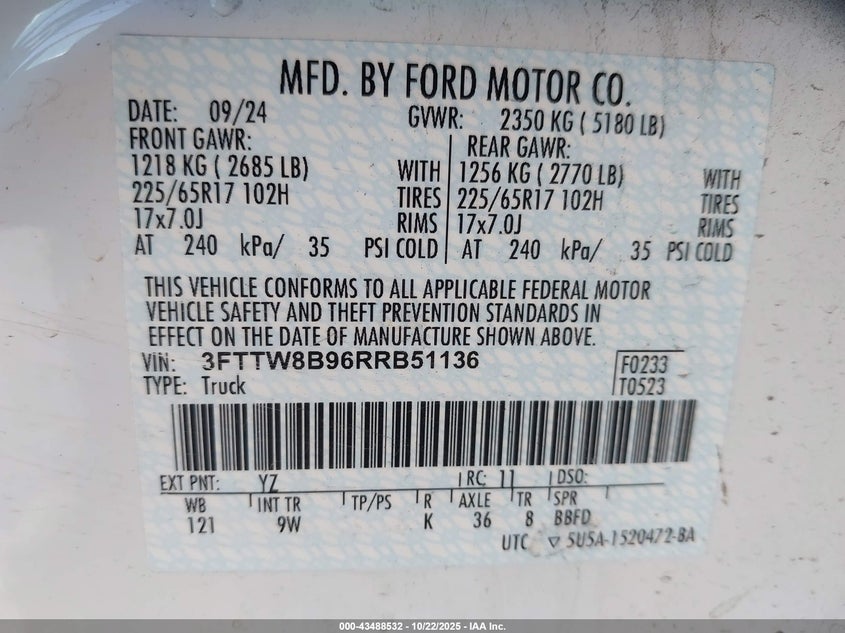 MFD. BY FORD MOTOR CO.
DATE: 09/24 GVWR: 2350 KG ( 5180 LB)
FRONT GAWR: REAR GAWR:
1218 KG ( 2685 LB) WITH 1256 KG ( 2770 LB) WITH
225/65R17 102H TIRES 225/65R17 102H TIRES
17x7.0J RIMS 17x7.0J RIMS
AT 240 kPa/ 35 PSI COLD AT 240 kPa/ 35 PSI COLD
THIS VEHICLE CONFORMS TO ALL APPLICABLE FEDERAL MOTOR
VEHICLE SAFETY AND THEFT PREVENTION STANDARDS IN
EFFECT ON THE DATE OF MANUFACTURE SHOWN ABOVE.
VIN: 3FTTW8B96RRB51136 F0233
TYPE: Truck T0523
EXT PNT: YZ RC: 11 DSO:
WB INT TR TP/PS R AXLE TR SPR
121 9W K 36 8 BBFD
UTC ▽ 5U5A-1520472-BA
000-43488532 - 10/22/2025 - IAA Inc.